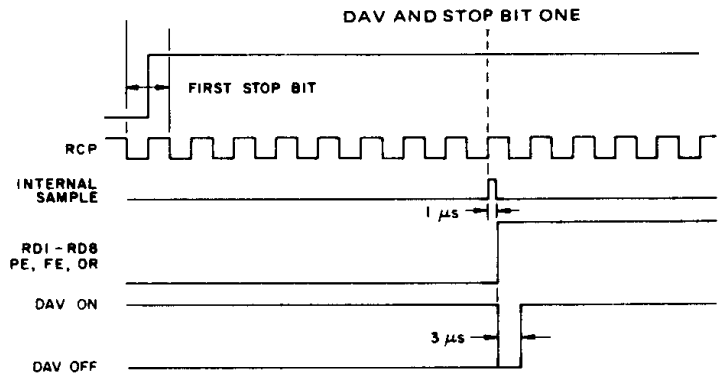 DAV AND STOP BIT ONE
FIRST STOP BIT
RCP
INTERNAL
SAMPLE
1 μs
RD1 - RD8
PE, FE, OR
DAV ON
3 μs
DAV OFF